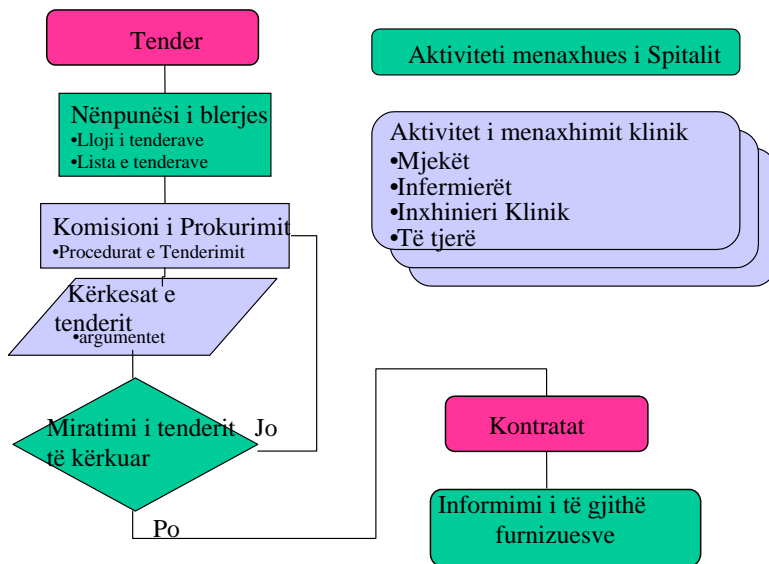 Tender
Nënpunësi i blerjes
•Lloji i tenderave
•Lista e tenderave
Komisioni i Prokurimit
•Procedurat e Tenderimit
Kërkesat e
tenderit
•argumentet
Miratimi i tenderit
të kërkuar
Jo
Po
Aktiviteti menaxhues i Spitalit
Aktivitet i menaxhimit klinik
•Mjekët
•Infermierët
•Inxhinieri Klinik
•Të tjerë
Kontratat
Informimi i të gjithë
furnizuesve